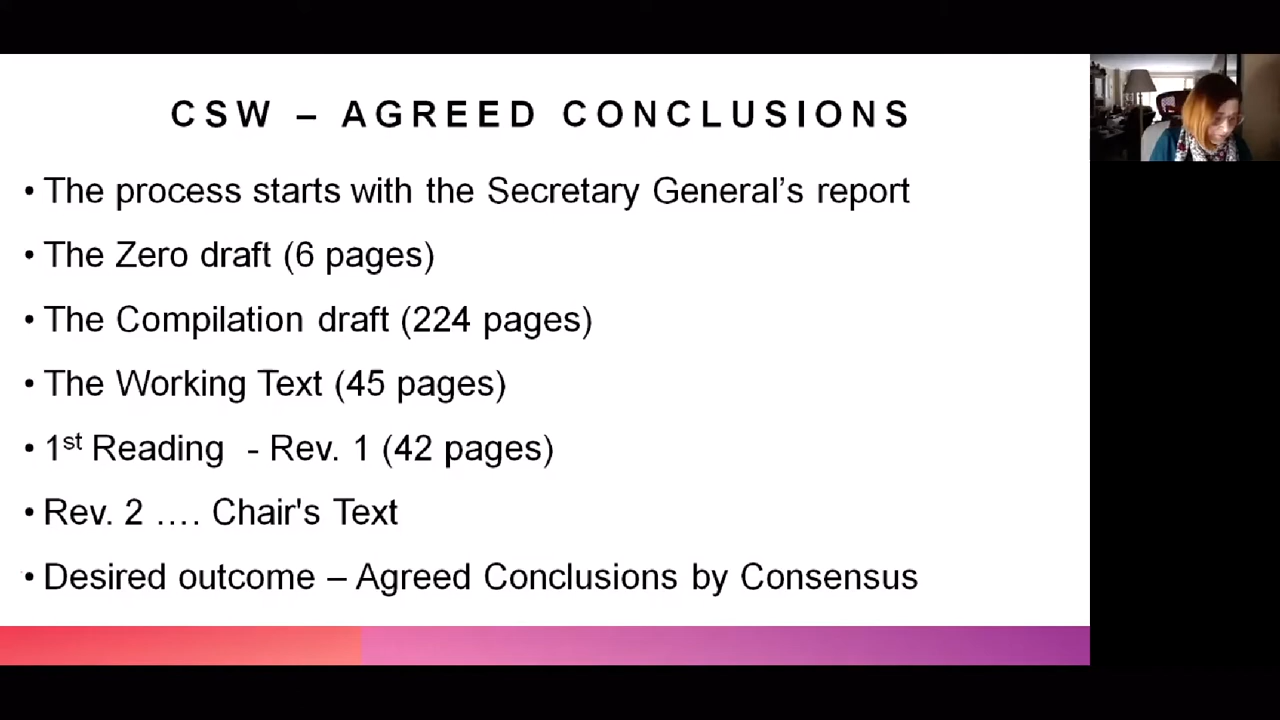 CSW – AGREED CONCLUSIONS
• The process starts with the Secretary General’s report
• The Zero draft (6 pages)
• The Compilation draft (224 pages)
• The Working Text (45 pages)
• 1st Reading - Rev. 1 (42 pages)
• Rev. 2 .... Chair's Text
• Desired outcome – Agreed Conclusions by Consensus